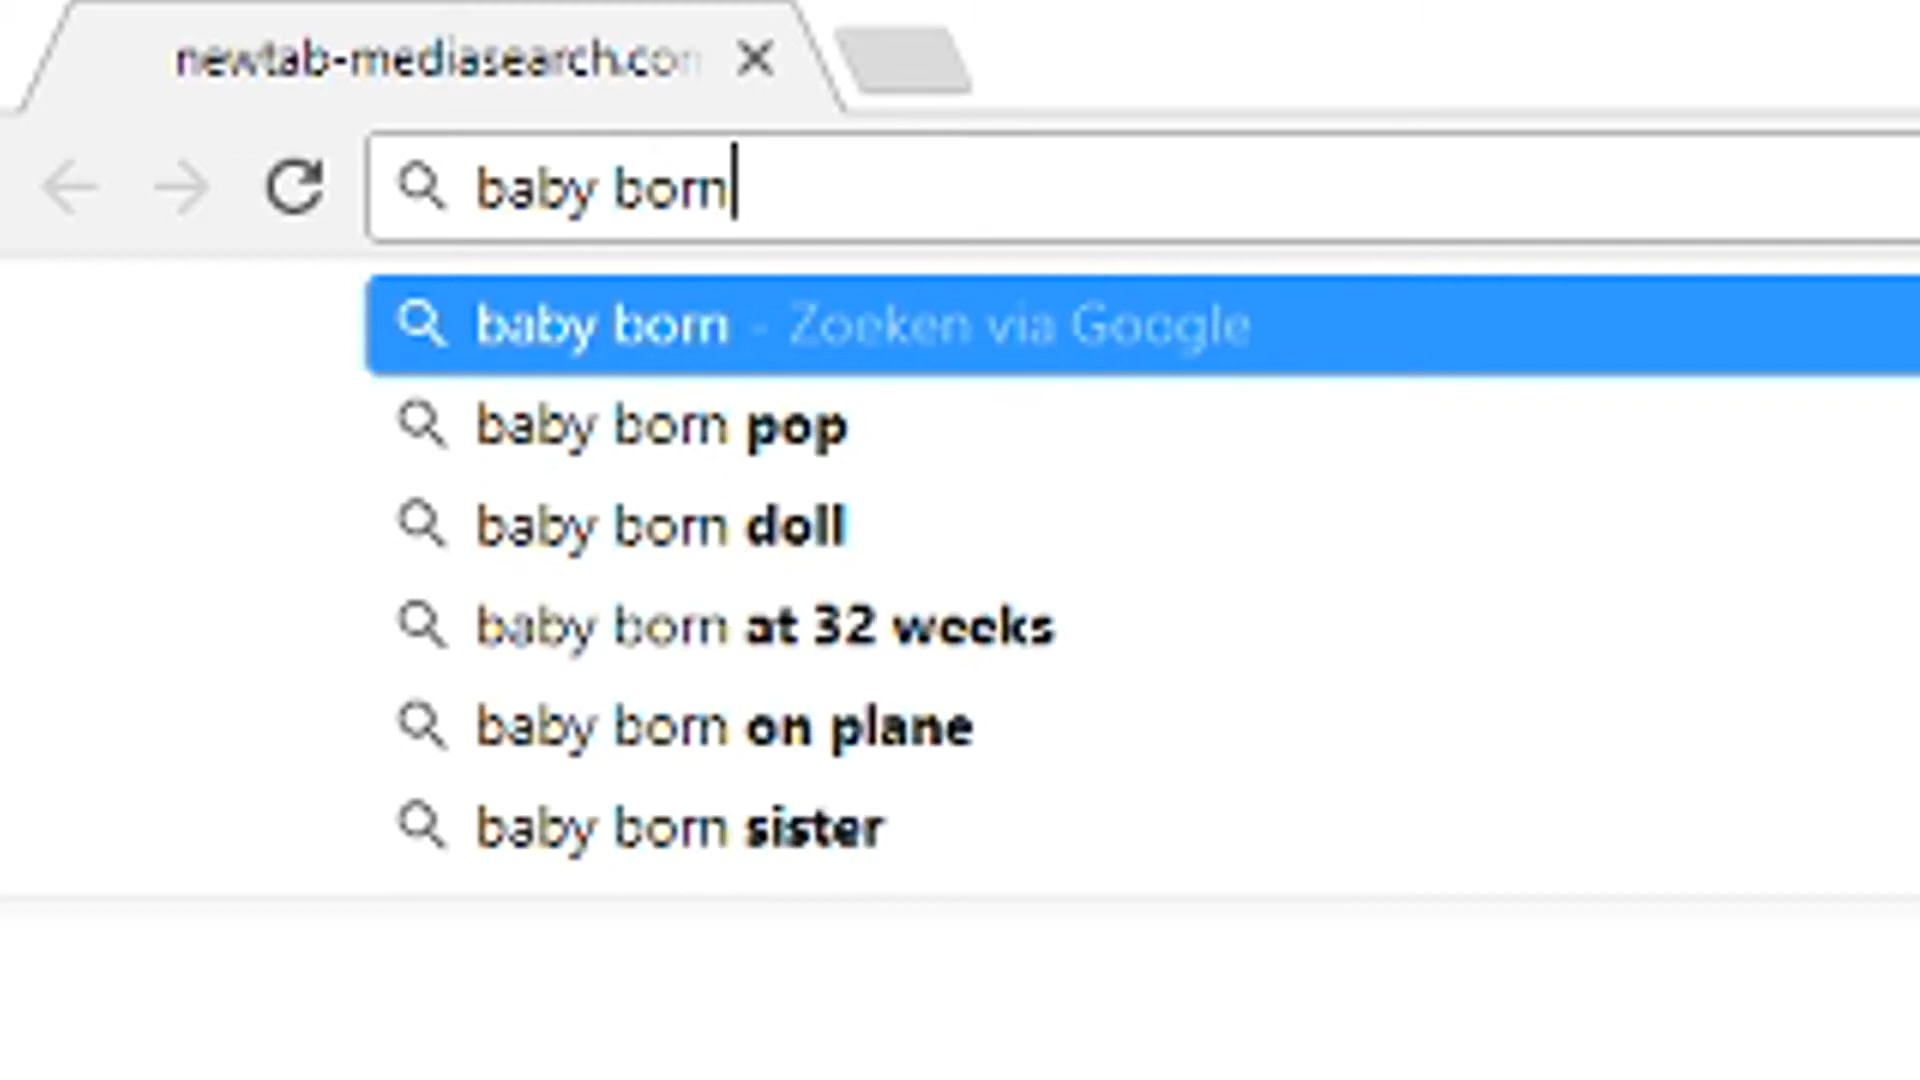 newtab-mediasearch.com
baby born
baby born - Zoeken via Google
baby born pop
baby born doll
baby born at 32 weeks
baby born on plane
baby born sister